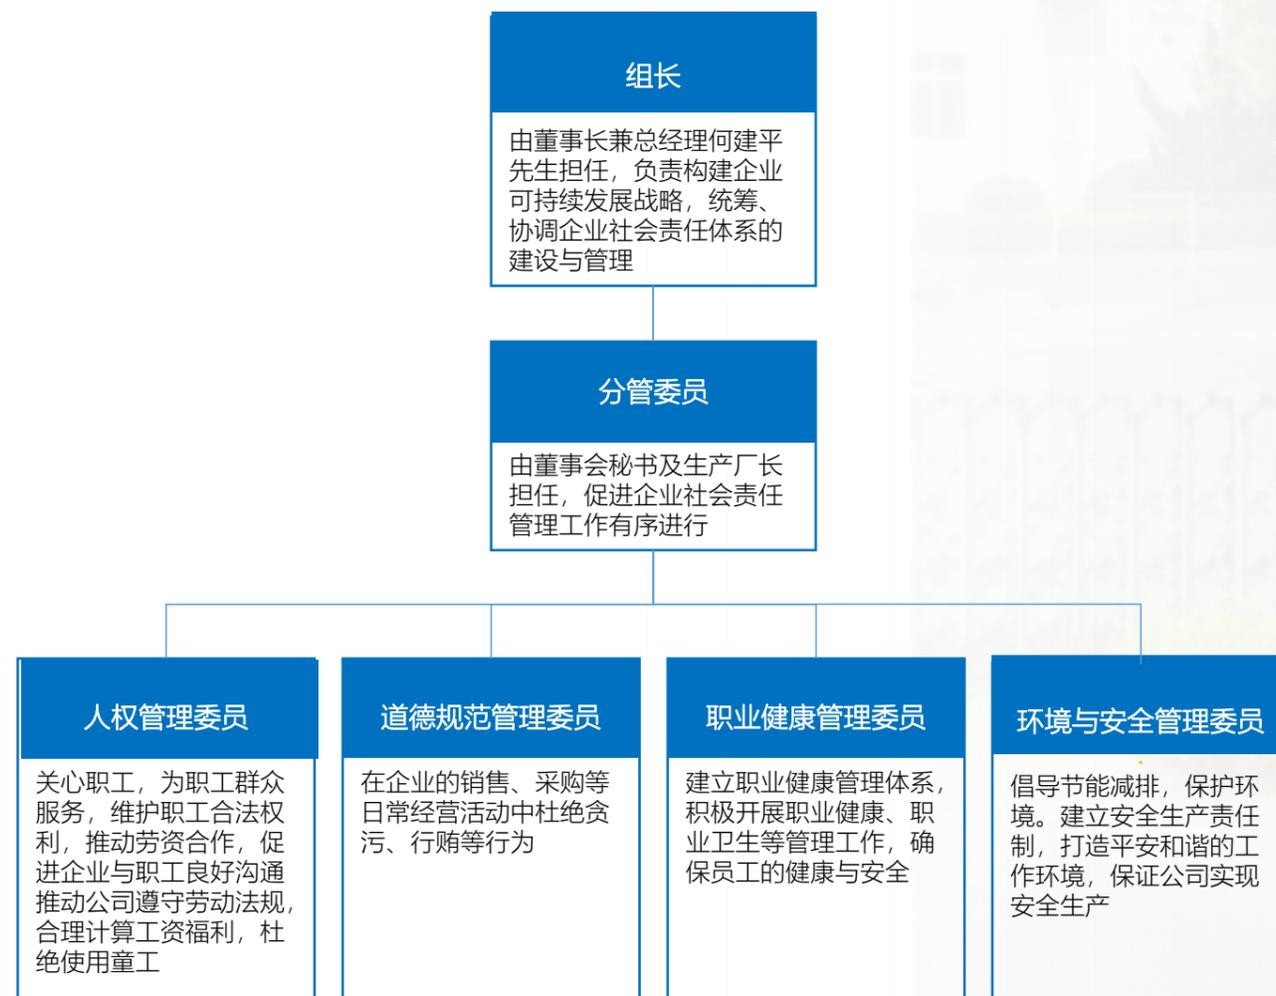 组长
由董事长兼总经理何建平
先生担任，负责构建企业
可持续发展战略，统筹、
协调企业社会责任体系的
建设与管理
分管委员
由董事会秘书及生产厂长
担任，促进企业社会责任
管理工作有序进行
人权管理委员
关心职工，为职工群众
服务，维护职工合法权
利，推动劳资合作，促
进企业与职工良好沟通
推动公司遵守劳动法规，
合理计算工资福利，杜
绝使用童工
道德规范管理委员
在企业的销售、采购等
日常经营活动中杜绝贪
污、行贿等行为
职业健康管理委员
建立职业健康管理体系，
积极开展职业健康、职
业卫生等管理工作，确
保员工的健康与安全
环境与安全管理委员
倡导节能减排，保护环
境。建立安全生产责任
制，打造平安和谐的工
作环境，保证公司实现
安全生产